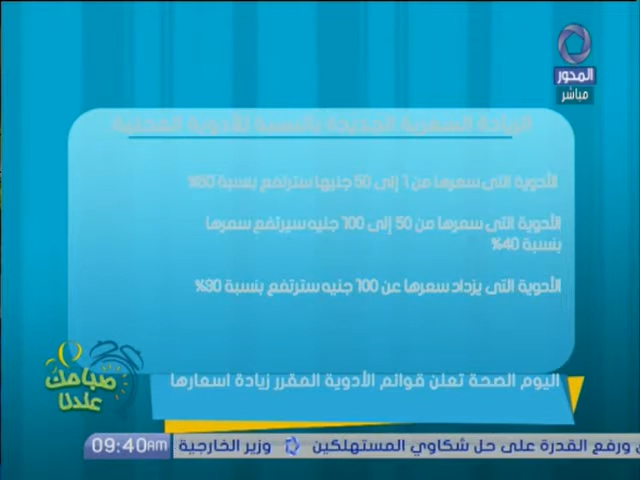 المحور
مباشر
الزيادة السعرية الجديدة بالنسبة للأدوية المحلية
الأدوية التى سعرها من 1 إلى 50 جنيها سترتفع بنسبة 50%
الأدوية التى سعرها من 50 إلى 100 جنيه سيرتفع سعرها
بنسبة 40%
الأدوية التى يزداد سعرها عن 100 جنيه سترتفع بنسبة 30%
صباحك
عندنا
اليوم الصحة تعلن قوائم الأدوية المقرر زيادة اسعارها
ورفع القدرة على حل شكاوي المستهلكين وزير الخارجية
09:40AM